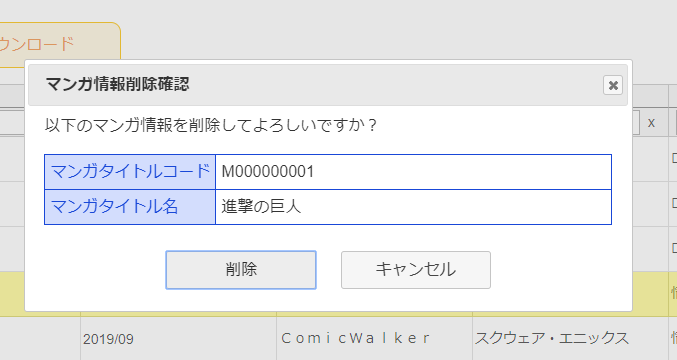 ウンロード
マンガ情報削除確認
以下のマンガ情報を削除してよろしいですか？
x
マンガタイトルコード M000000001
マンガタイトル名 進撃の巨人
削除 キャンセル
2019/09 ＣｏｍｉｃＷａｌｋｅｒ スクウェア・エニックス